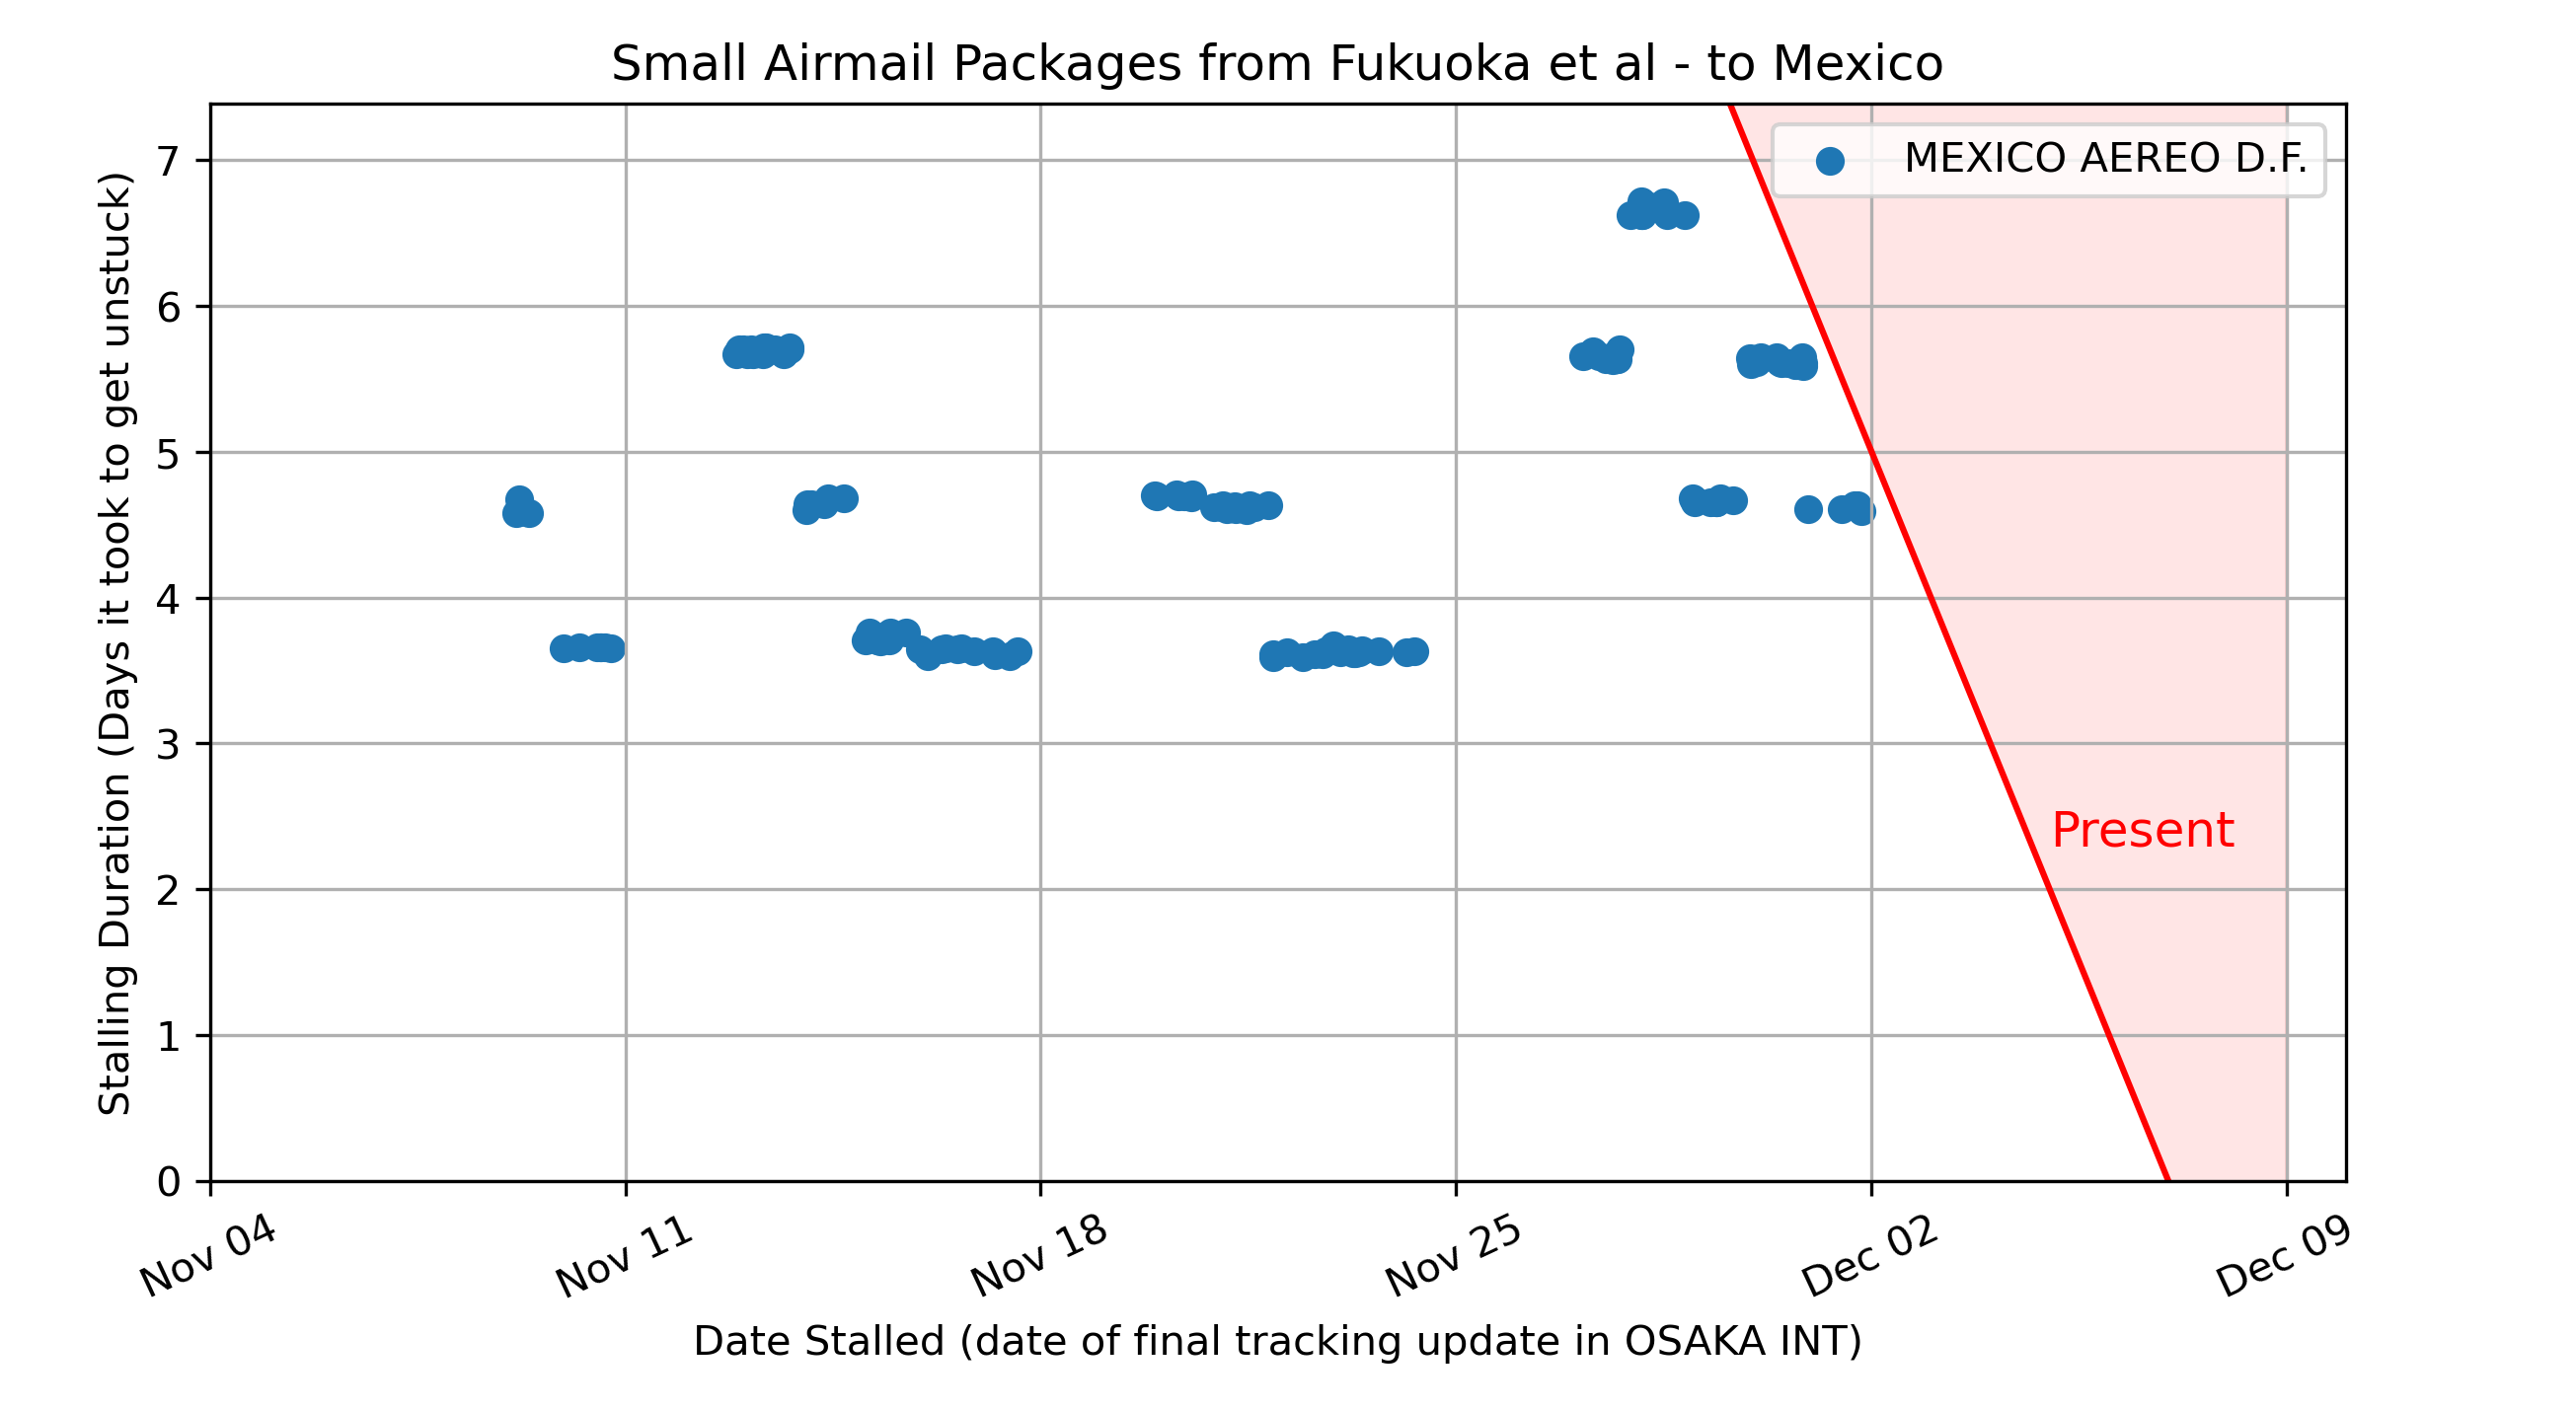 Small Airmail Packages from Fukuoka et al - to Mexico
MEXICO AEREO D.F.
Stalling Duration (Days it took to get unstuck)
7
6
5
4
3
2
1
0
Present
Nov 04
Nov 11
Nov 18
Nov 25
Dec 02
Dec 09
Date Stalled (date of final tracking update in OSAKA INT)